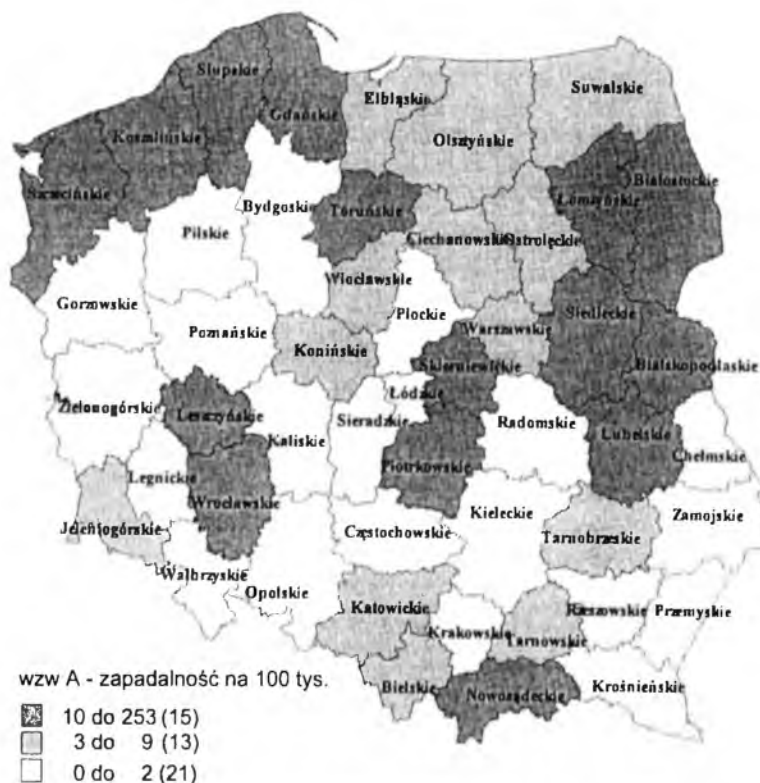 Słupskie
Elbląskie
Suwalskie
Gdańskie
Koszalińskie
Olsztyńskie
Szczecińskie
Białostockie
Łomżyńskie
Bydgoskie
Toruńskie
Pilskie
Ciechanowskie
Ostrołęckie
Włocławskie
Gorzowskie
Płockie
Siedleckie
Poznańskie
Warszawskie
Konińskie
Skierniewickie
Bialskopodlaskie
Łódzkie
Zielonogórskie
Leszczyńskie
Sieradzkie
Radomskie
Kaliskie
Lubelskie
Chełmskie
Piotrkowskie
Legnickie
Wrocławskie
Kieleckie
Zamojskie
Jeleniogórskie
Częstochowskie
Tarnobrzeskie
Wałbrzyskie
Opolskie
Katowickie
Rzeszowskie
Przemyskie
Krakowskie
Tarnowskie
Bielskie
Nowosądeckie
Krośnieńskie
wzw A - zapadalność na 100 tys.
10 do 253 (15)
3 do 9 (13)
0 do 2 (21)